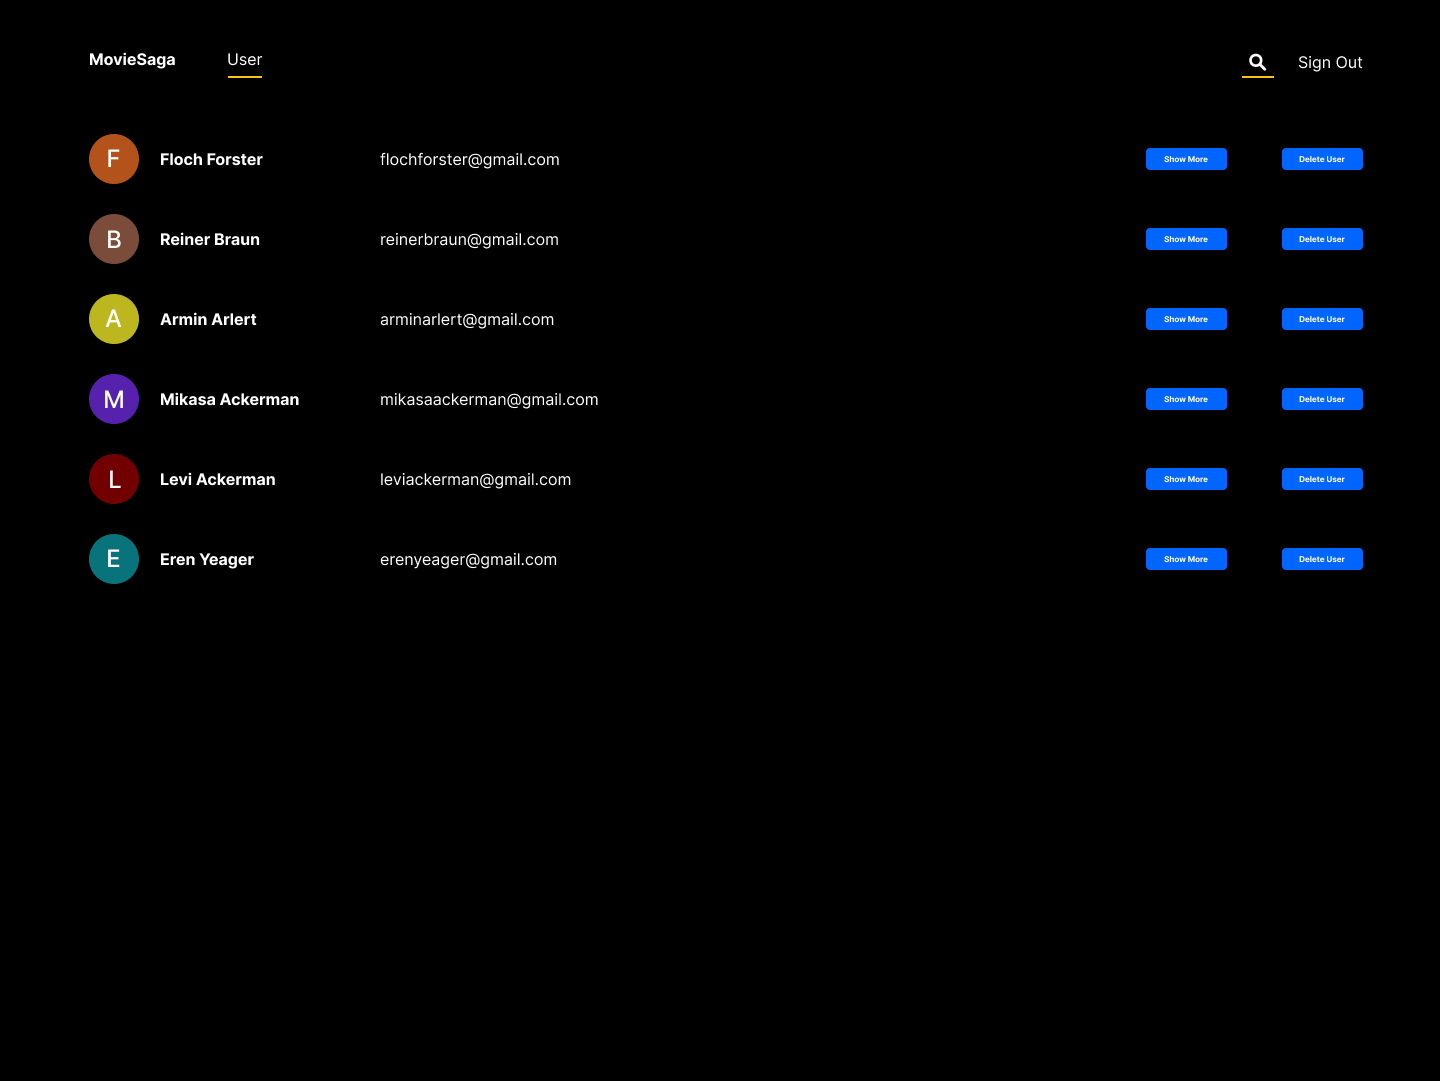 MovieSaga User Sign Out
F Floch Forster flochforster@gmail.com Show More Delete User
B Reiner Braun reinerbraun@gmail.com Show More Delete User
A Armin Arlert arminarlert@gmail.com Show More Delete User
M Mikasa Ackerman mikasaackerman@gmail.com Show More Delete User
L Levi Ackerman leviackerman@gmail.com Show More Delete User
E Eren Yeager erenyeager@gmail.com Show More Delete User